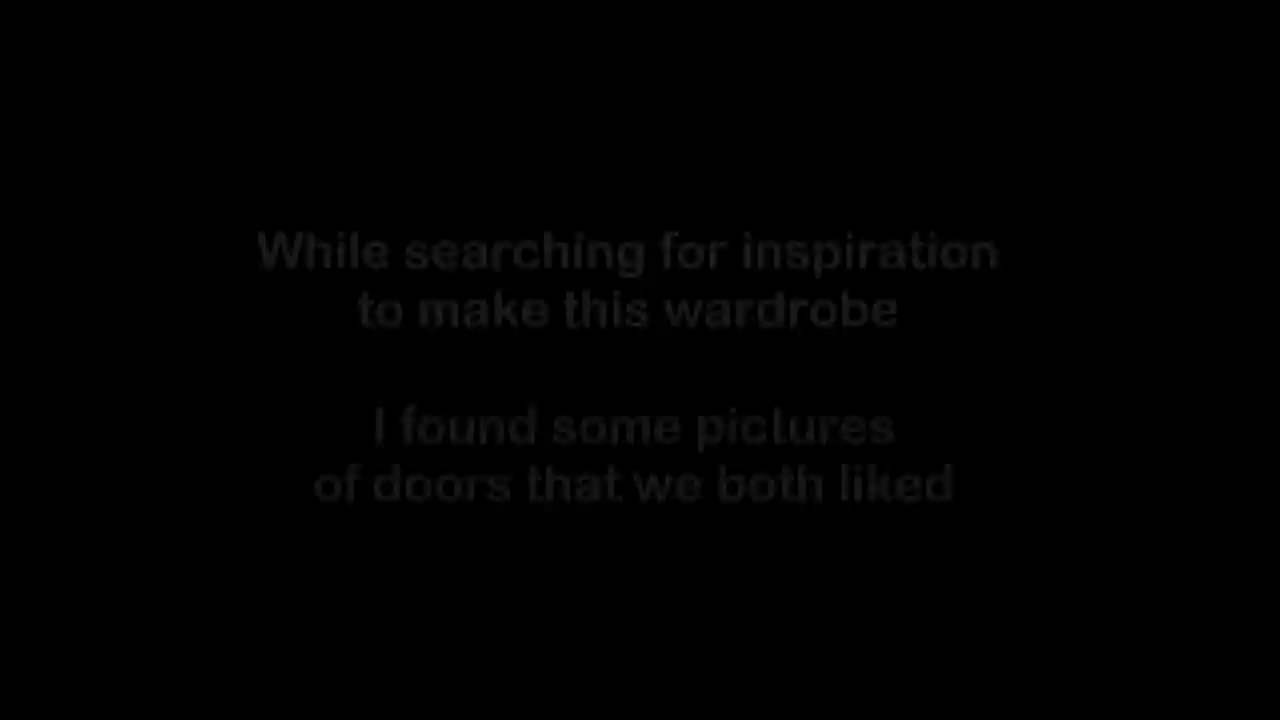 While searching for inspiration
to make this wardrobe
I found some pictures
of doors that we both liked